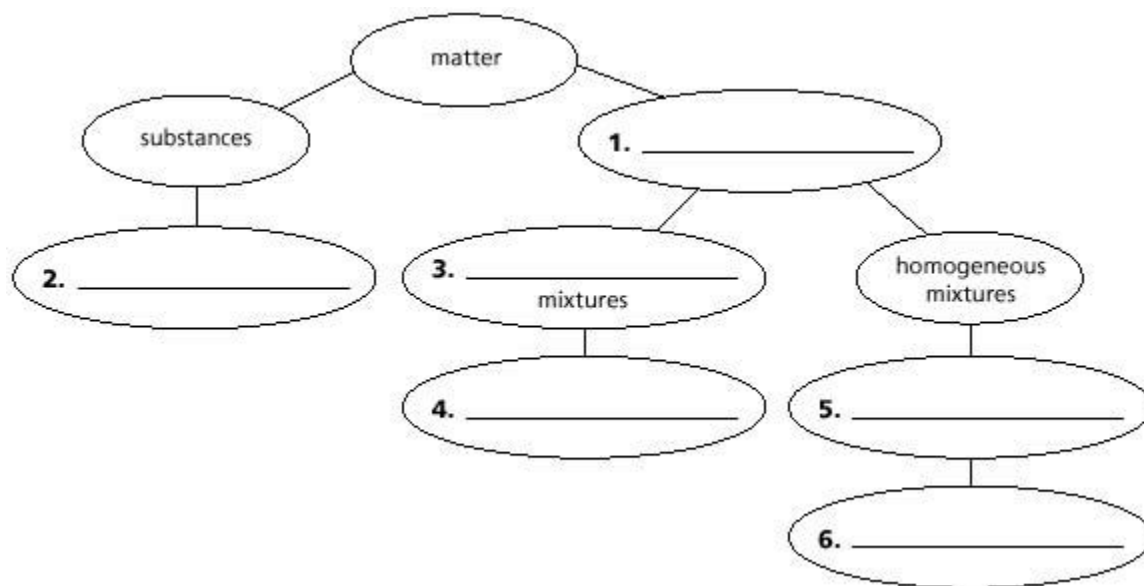 matter
substances
1.
2.
3.
mixtures
homogeneous
mixtures
4.
5.
6.